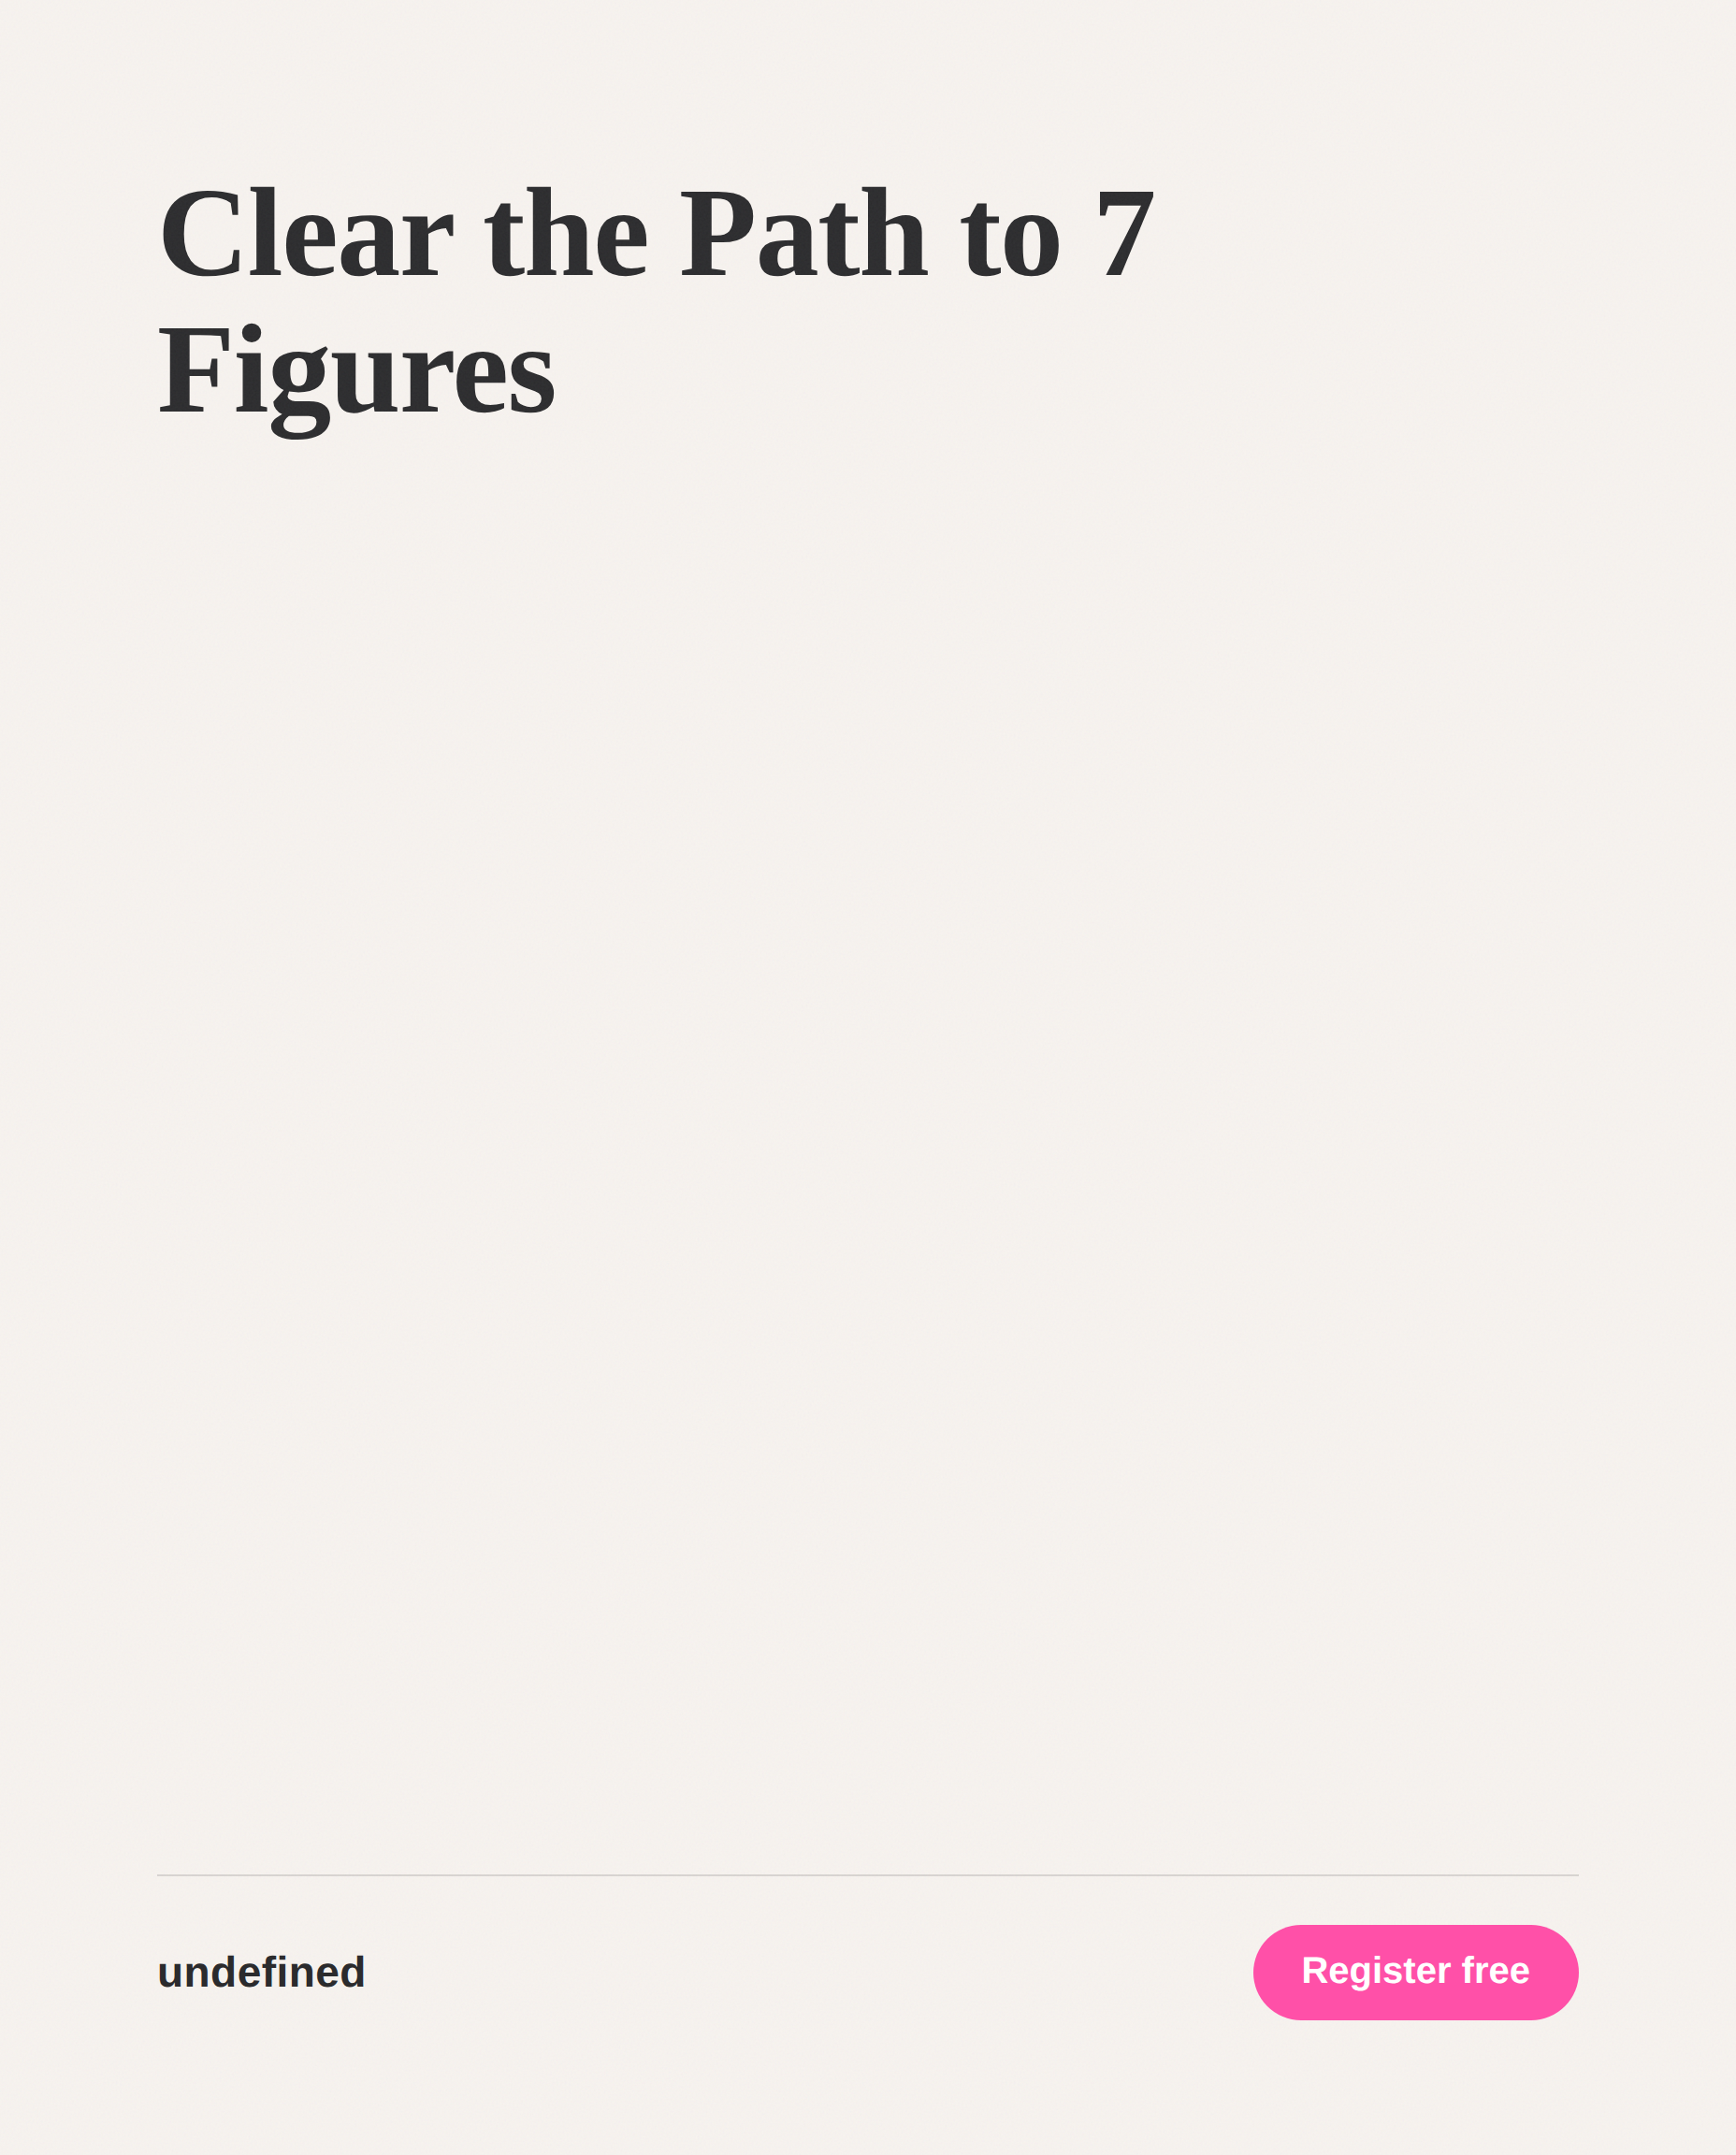 Clear the Path to 7
Figures
undefined
Register free